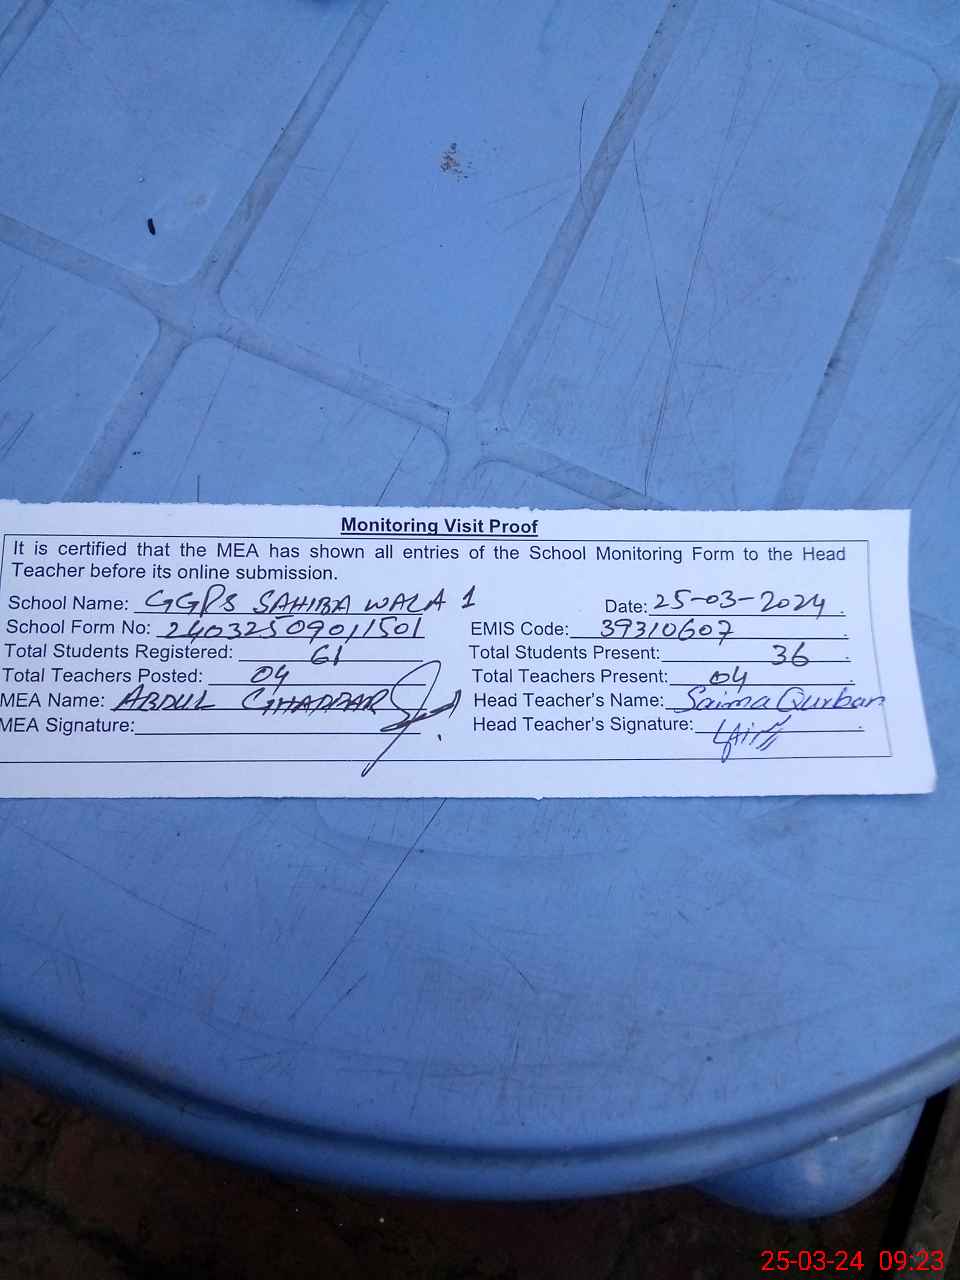 Monitoring Visit Proof
It is certified that the MEA has shown all entries of the School Monitoring Form to the Head
Teacher before its online submission.
School Name: GGPS SAHIBA WALA 1 Date: 25-03-2024
School Form No: 24032509011501 EMIS Code: 39310607
Total Students Registered: 61 Total Students Present: 36
Total Teachers Posted: 04 Total Teachers Present: 04
MEA Name: ABDUL GHAFFAR Head Teacher's Name: Saima Qurban
MEA Signature: Head Teacher's Signature:
25-03-24 09:23